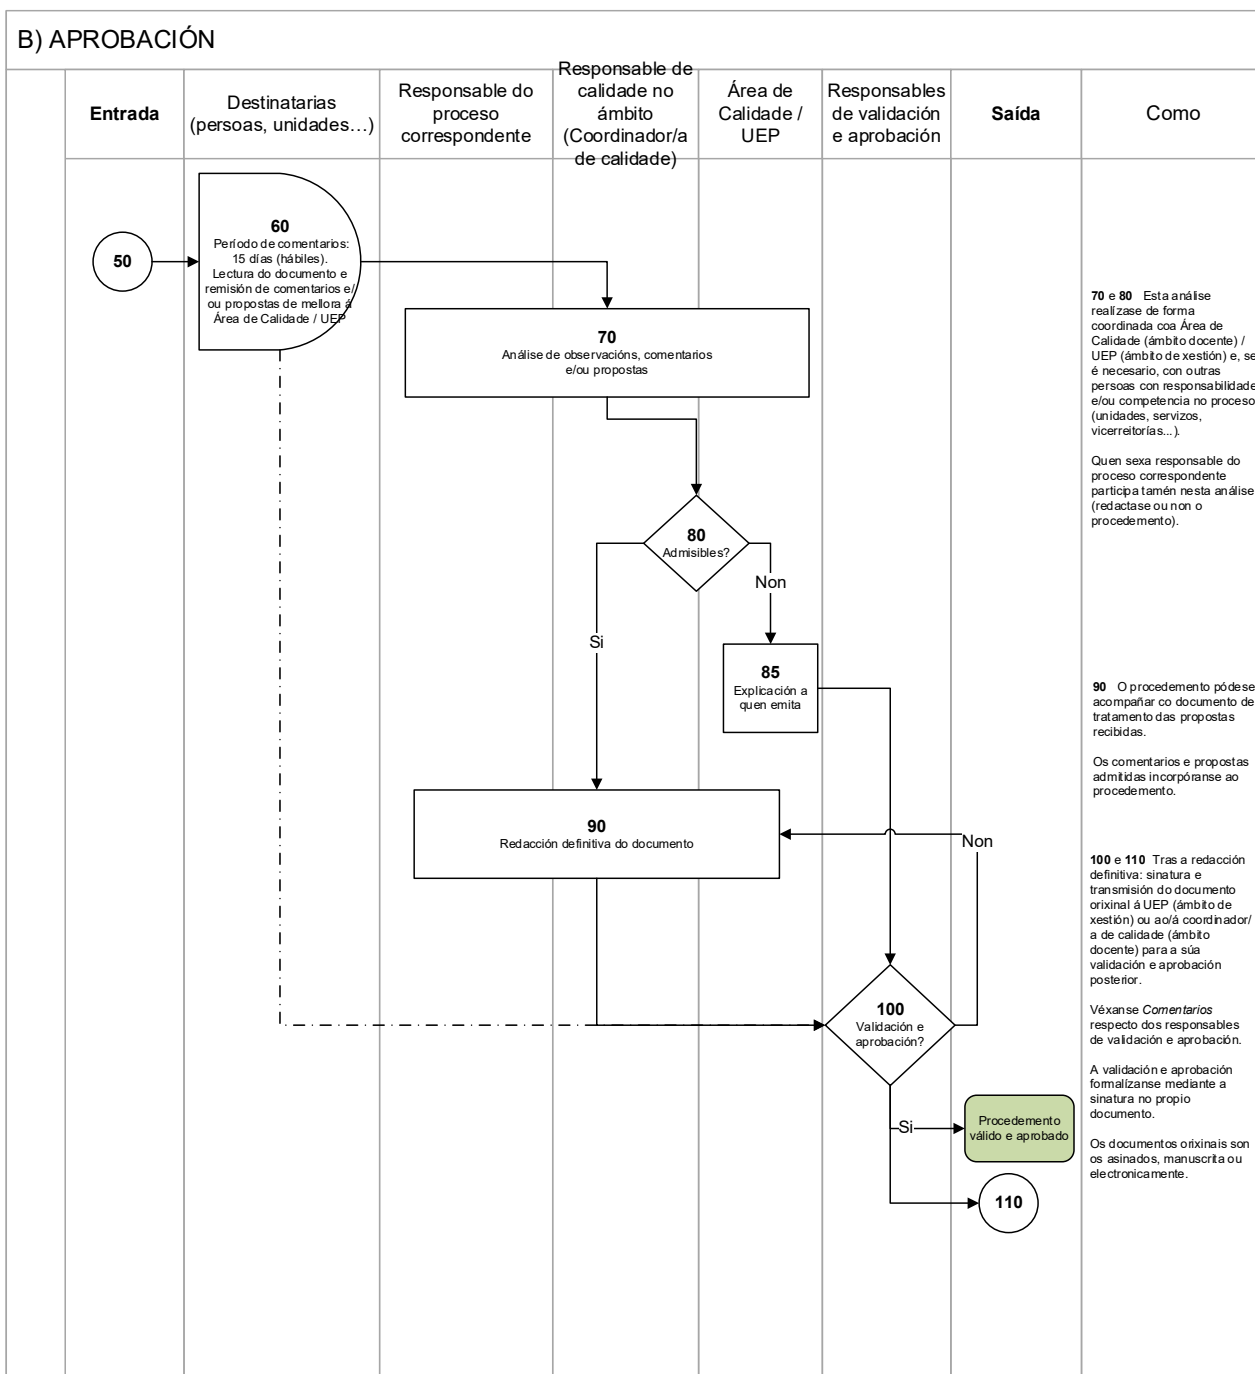 B) APROBACIÓN
Entrada
Destinatarias
(persoas, unidades…)
Responsable do
proceso
correspondente
Responsable de
calidade no
ámbito
(Coordinador/a
de calidade)
Área de
Calidade /
UEP
Responsables
de validación
e aprobación
Saída
Como
50
60
Período de comentarios:
15 días (hábiles).
Lectura do documento e
remisión de comentarios e/
ou propostas de mellora á
Área de Calidade / UEP
70
Análise de observacións, comentarios
e/ou propostas
80
Admisibles?
Non
Si
85
Explicación a
quen emita
90
Redacción definitiva do documento
Non
100
Validación e
aprobación?
Si
Procedemento
válido e aprobado
110
70 e 80 Esta análise
realízase de forma
coordinada coa Área de
Calidade (ámbito docente) /
UEP (ámbito de xestión) e, se
é necesario, con outras
persoas con responsabilidade
e/ou competencia no proceso
(unidades, servizos,
vicerreitorías...).
Quen sexa responsable do
proceso correspondente
participa tamén nesta análise
(redactase ou non o
procedemento).
90 O procedemento pódese
acompañar co documento de
tratamento das propostas
recibidas.
Os comentarios e propostas
admitidas incorpóranse ao
procedemento.
100 e 110 Tras a redacción
definitiva: sinatura e
transmisión do documento
orixinal á UEP (ámbito de
xestión) ou ao/á coordinador/
a de calidade (ámbito
docente) para a súa
validación e aprobación
posterior.
Véxanse Comentarios
respecto dos responsables
de validación e aprobación.
A validación e aprobación
formalízanse mediante a
sinatura no propio
documento.
Os documentos orixinais son
os asinados, manuscrita ou
electronicamente.